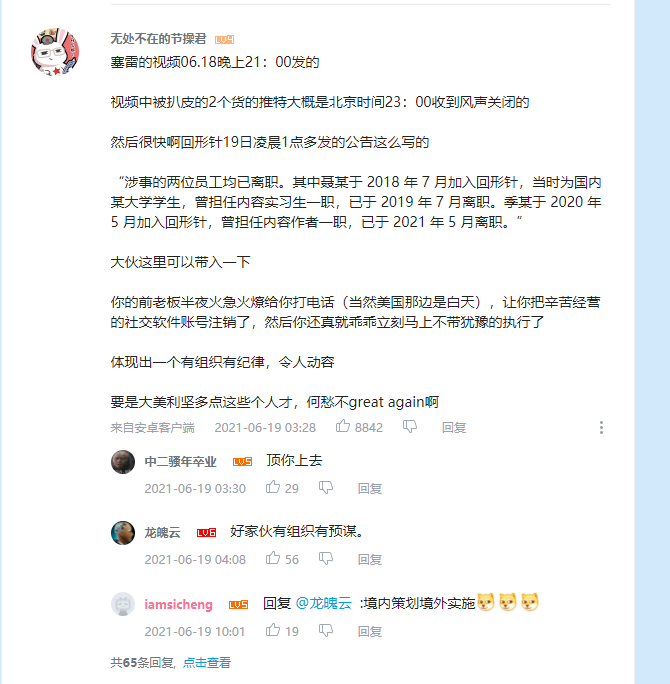 无处不在的节操君 LV4
塞雷的视频06.18晚上21：00发的
视频中被扒皮的2个货的推特大概是北京时间23：00收到风声关闭的
然后很快啊回形针19日凌晨1点多发的公告这么写的
“涉事的两位员工均已离职。其中聂某于 2018 年 7 月加入回形针，当时为国内
某大学学生，曾担任内容实习生一职，已于 2019 年 7 月离职。季某于 2020 年
5 月加入回形针，曾担任内容作者一职，已于 2021 年 5 月离职。”
大伙这里可以带入一下
你的前老板半夜火急火燎给你打电话（当然美国那边是白天），让你把辛苦经营
的社交软件账号注销了，然后你还真就乖乖立刻马上不带犹豫的执行了
体现出一个有组织有纪律，令人动容
要是大美利坚多点这些个人才，何愁不great again啊
来自安卓客户端 2021-06-19 03:28 8842 回复
中二骚年卒业 LV5 顶你上去
2021-06-19 03:30 29 回复
龙魄云 LV6 好家伙有组织有预谋。
2021-06-19 04:08 56 回复
iamsicheng LV5 回复 @龙魄云 :境内策划境外实施
2021-06-19 10:01 19 回复
共65条回复, 点击查看